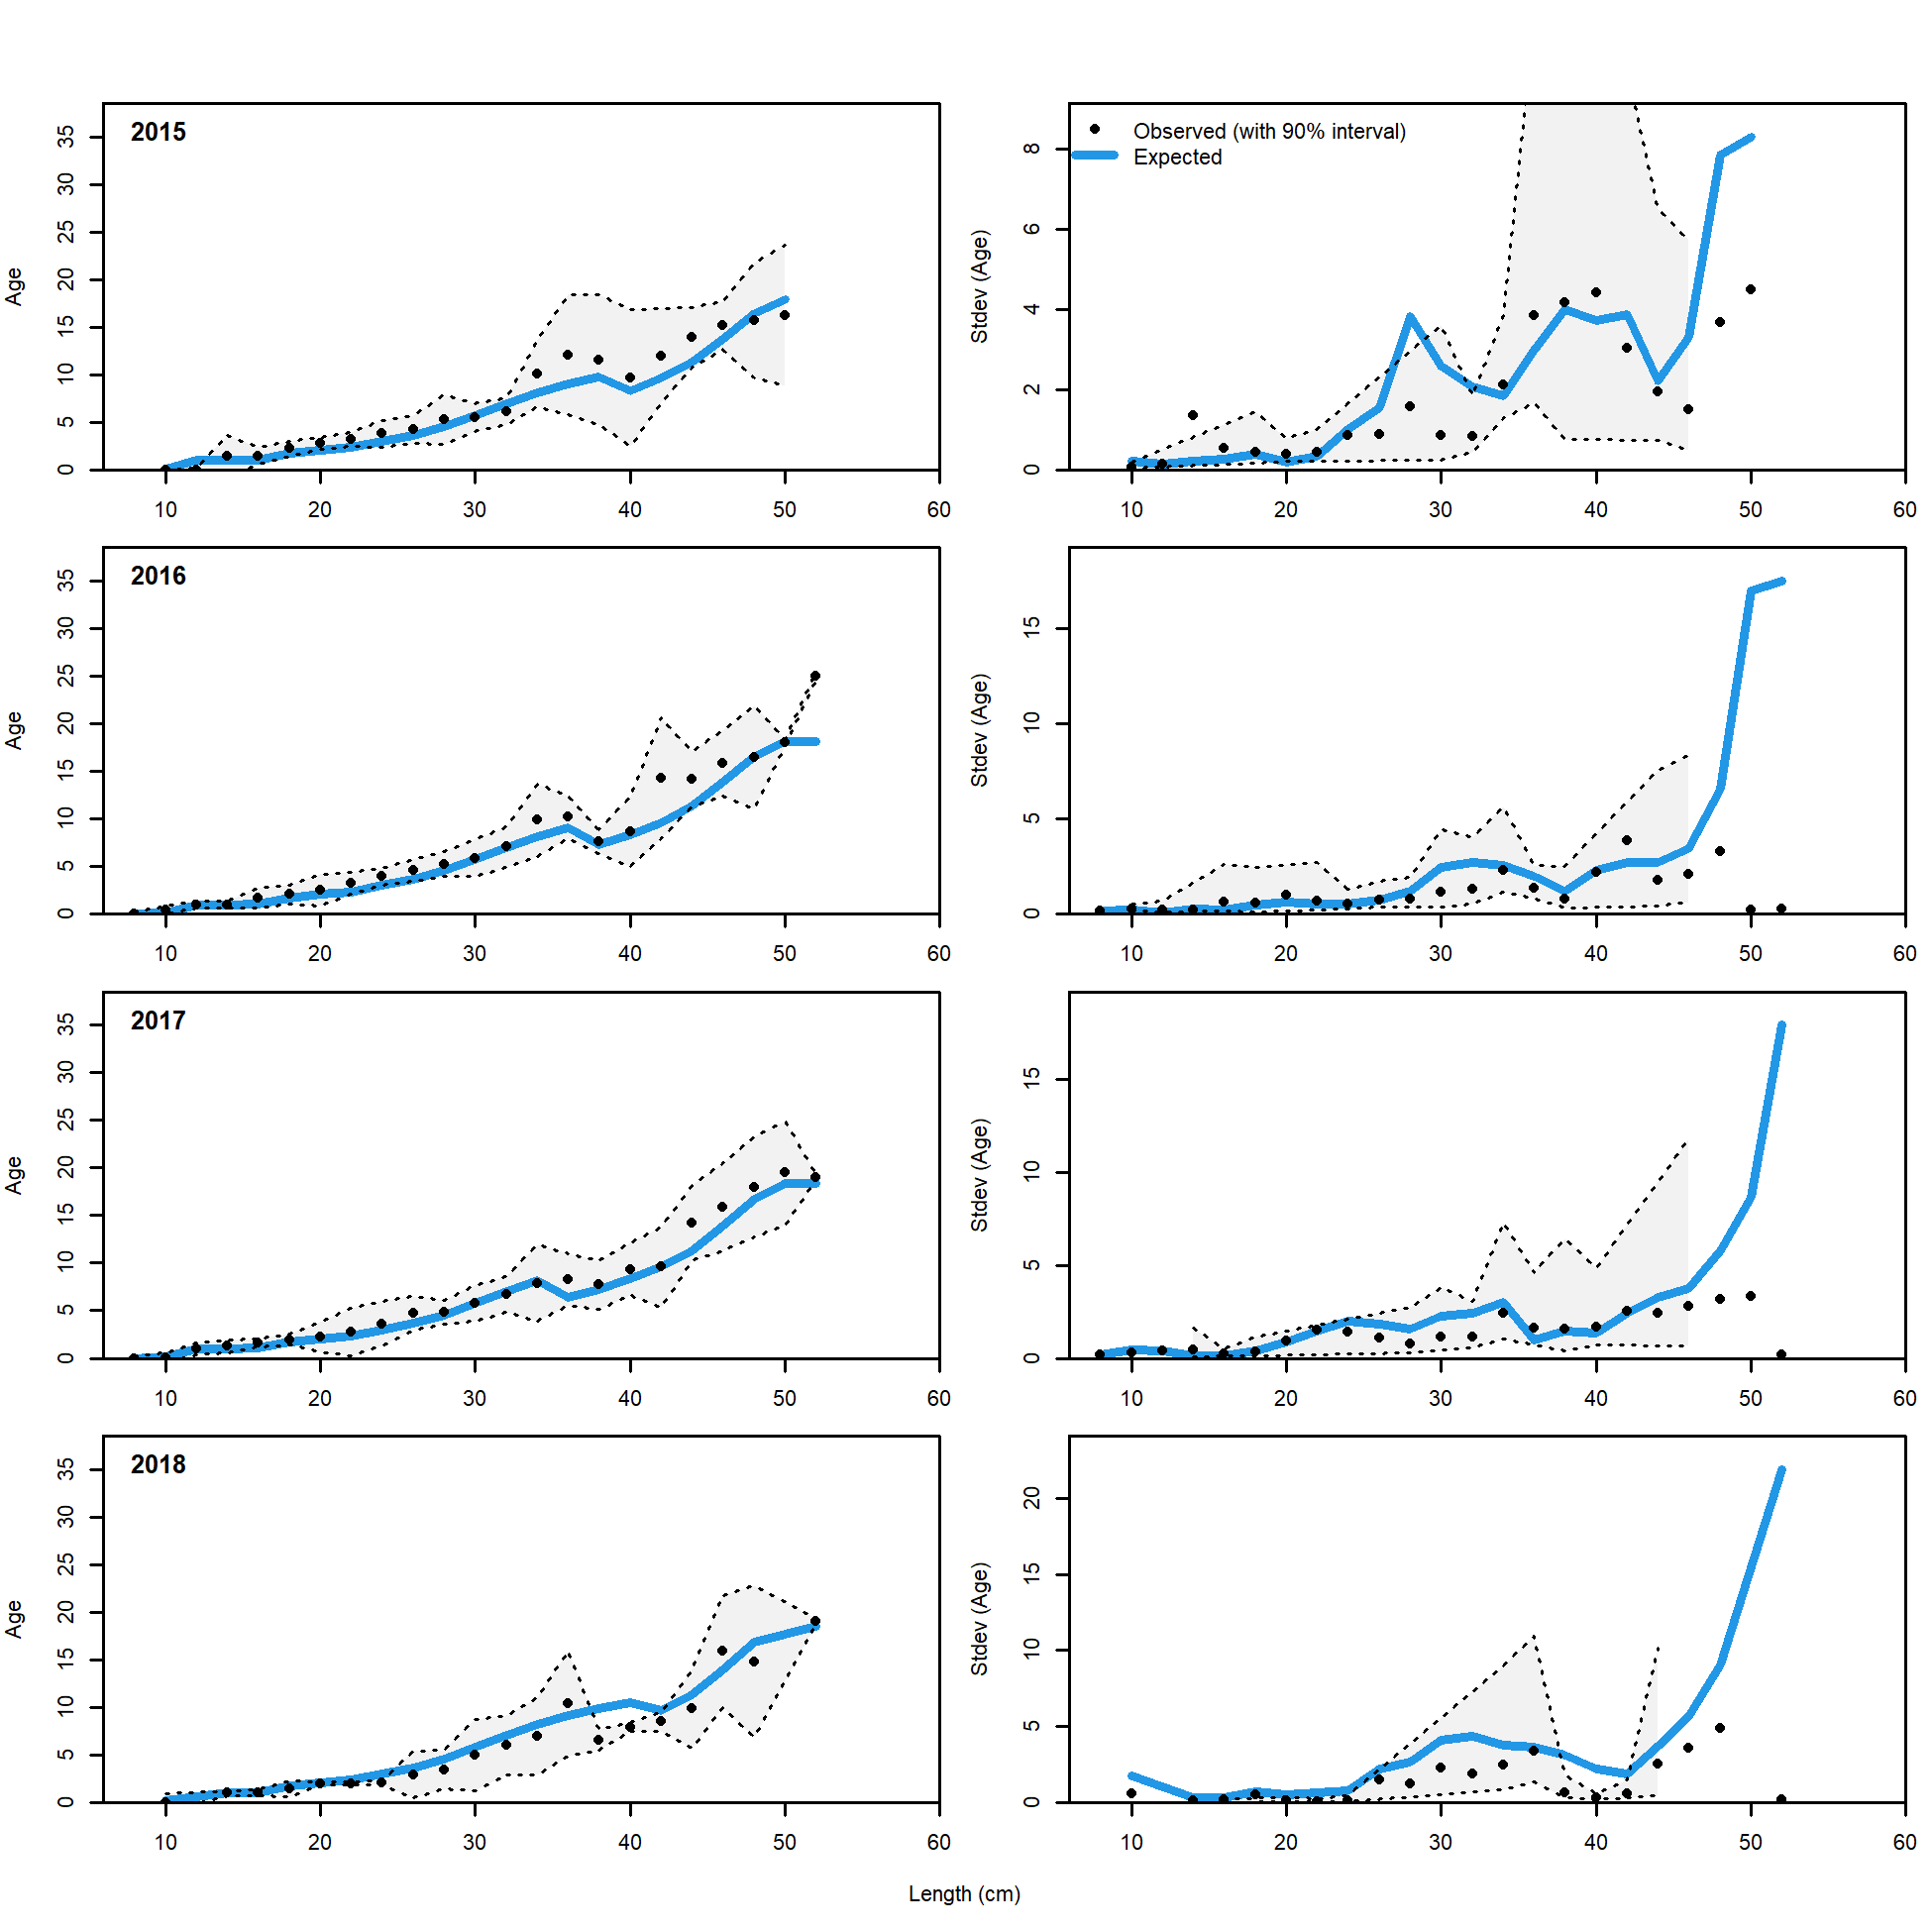 2015
Age
0 5 10 15 20 25 30 35
10 20 30 40 50 60
Observed (with 90% interval)
Expected
Stdev (Age)
0 2 4 6 8
10 20 30 40 50 60
2016
Age
0 5 10 15 20 25 30 35
10 20 30 40 50 60
Stdev (Age)
0 5 10 15
10 20 30 40 50 60
2017
Age
0 5 10 15 20 25 30 35
10 20 30 40 50 60
Stdev (Age)
0 5 10 15
10 20 30 40 50 60
2018
Age
0 5 10 15 20 25 30 35
10 20 30 40 50 60
Stdev (Age)
0 5 10 15 20
10 20 30 40 50 60
Length (cm)